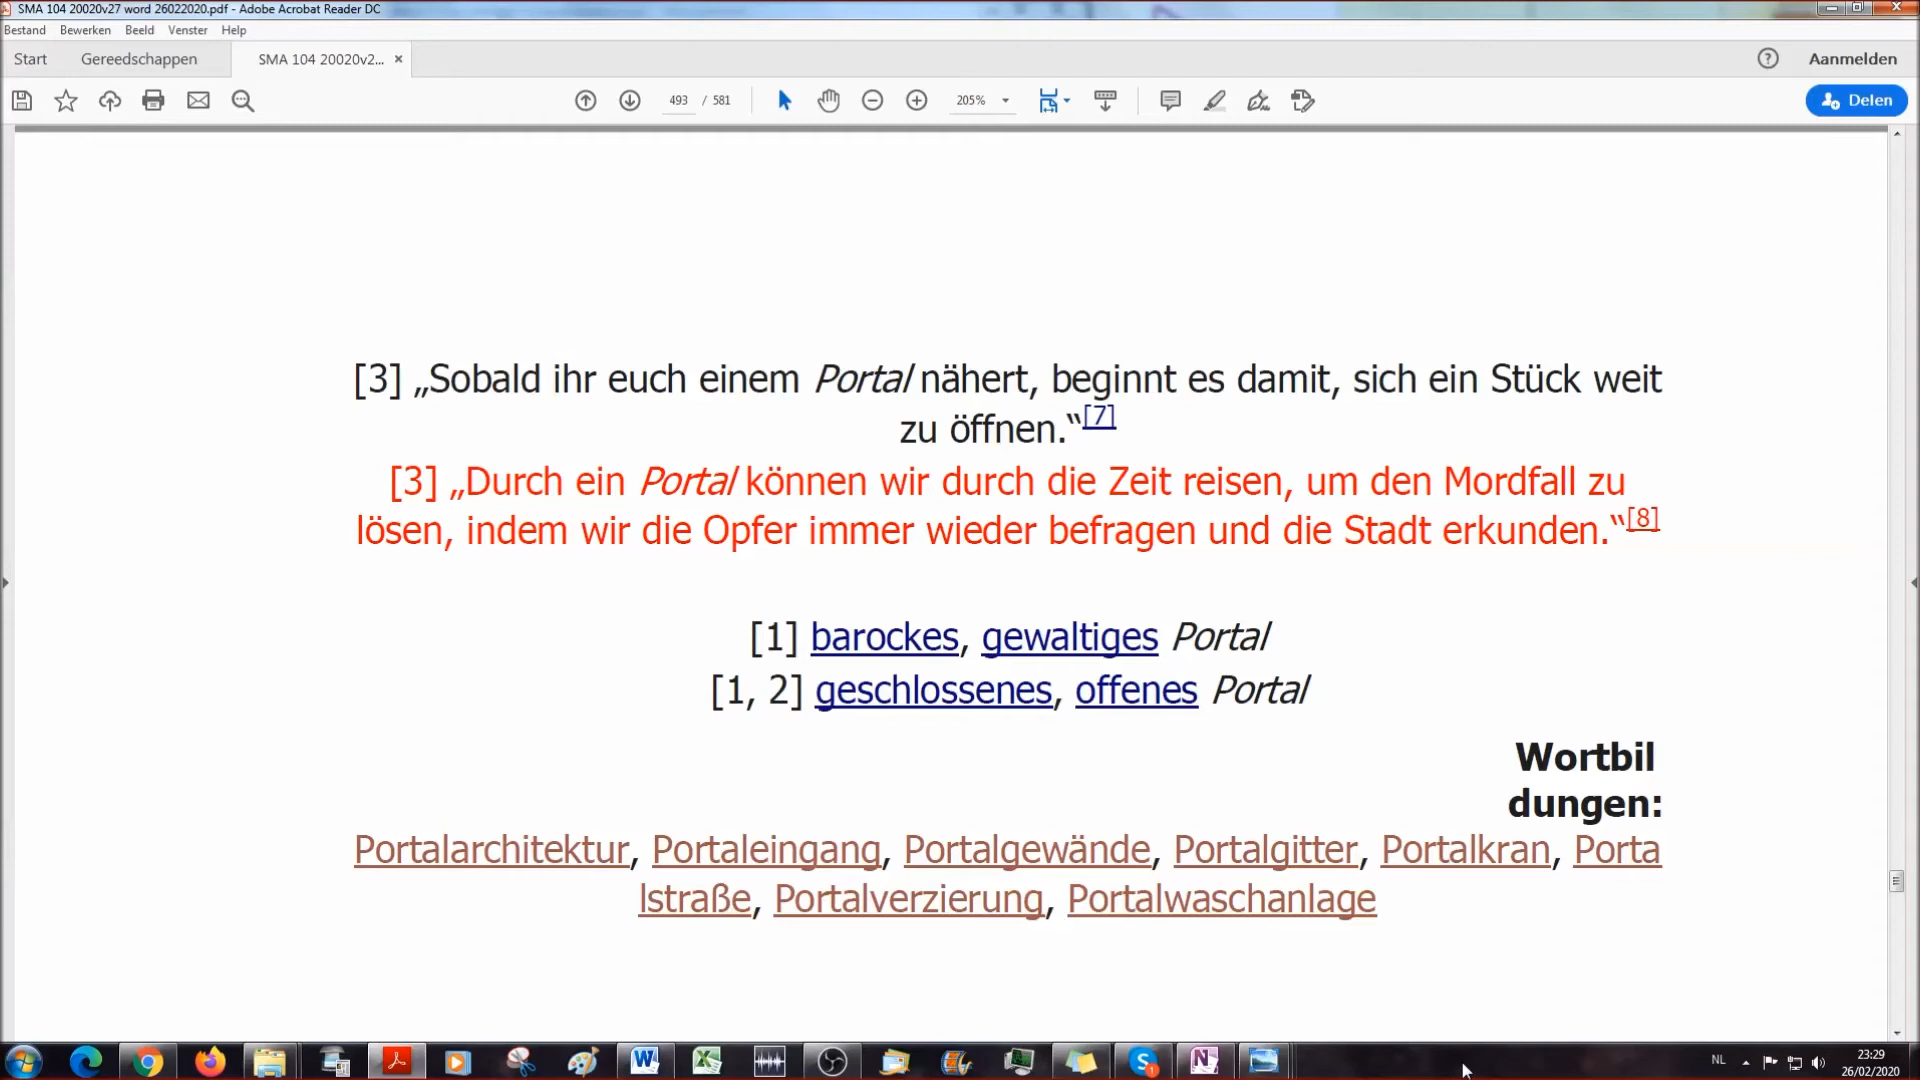 SMA 104 20020v27 word 26022020.pdf - Adobe Acrobat Reader DC
Bestand Bewerken Beeld Venster Help
Start Gereedschappen SMA 104 20020v2... × Aanmelden
493 / 581 205% Delen
[3] „Sobald ihr euch einem Portal nähert, beginnt es damit, sich ein Stück weit
zu öffnen.“[7]
[3] „Durch ein Portal können wir durch die Zeit reisen, um den Mordfall zu
lösen, indem wir die Opfer immer wieder befragen und die Stadt erkunden.“[8]
[1] barockes, gewaltiges Portal
[1, 2] geschlossenes, offenes Portal
Wortbil
dungen:
Portalarchitektur, Portaleingang, Portalgewände, Portalgitter, Portalkran, Porta
lstraße, Portalverzierung, Portalwaschanlage
NL 23:29
26/02/2020